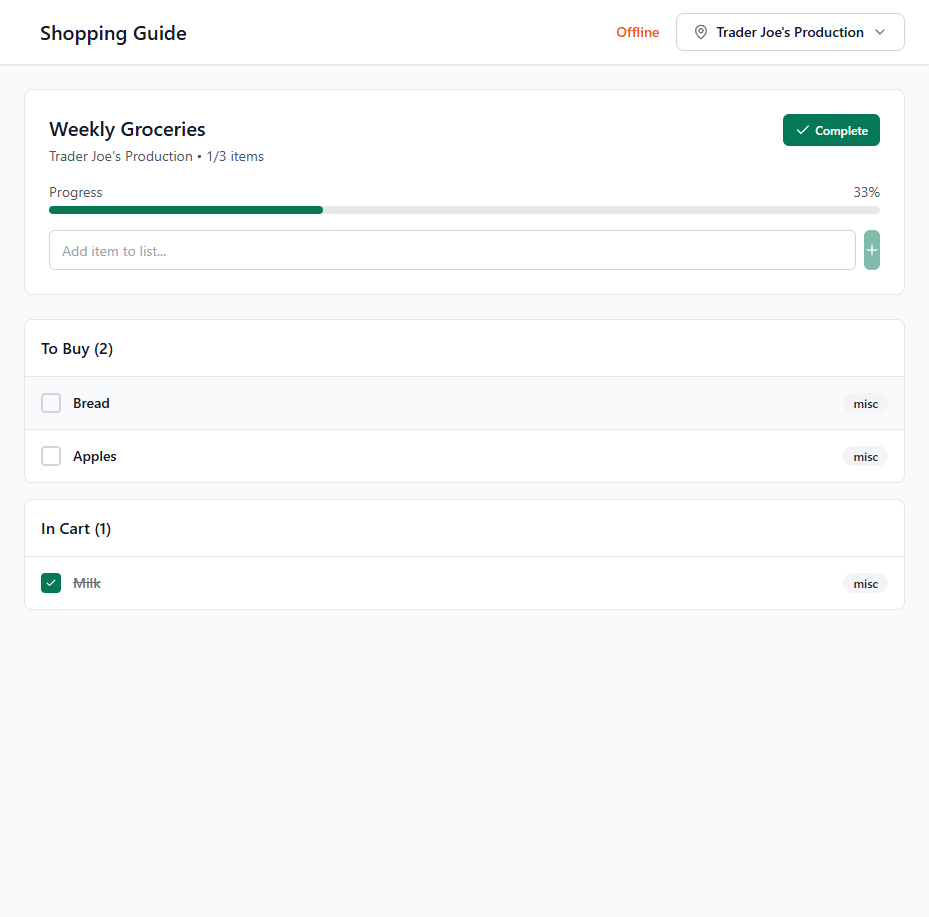 Shopping Guide
Offline
Trader Joe's Production
Weekly Groceries
Complete
Trader Joe's Production • 1/3 items
Progress
33%
Add item to list...
To Buy (2)
Bread
misc
Apples
misc
In Cart (1)
Milk
misc